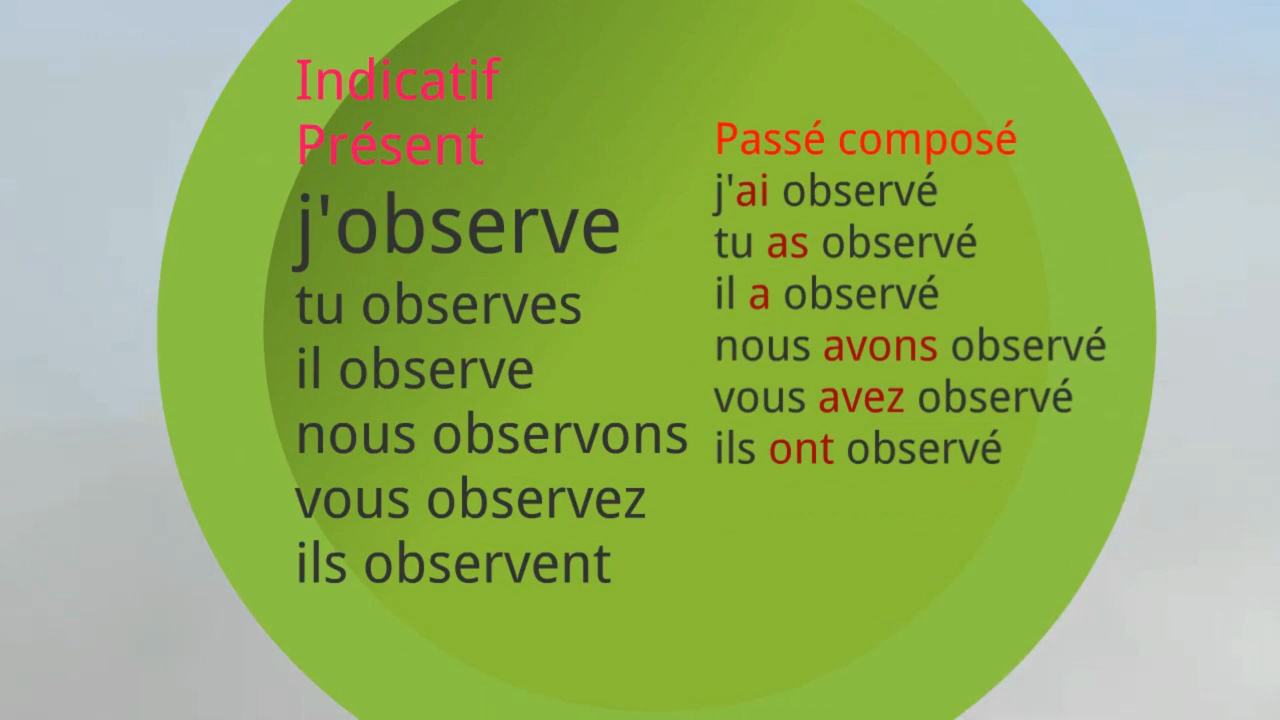 Indicatif
Présent
j'observe
tu observes
il observe
nous observons
vous observez
ils observent
Passé composé
j'ai observé
tu as observé
il a observé
nous avons observé
vous avez observé
ils ont observé